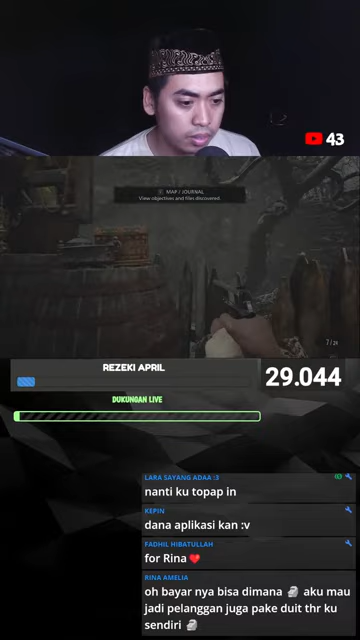 43
MAP / JOURNAL
View objectives and files discovered.
7 / 24
REZEKI APRIL
29.044
DUKUNGAN LIVE
LARA SAYANG ADAA :3
nanti ku topap in
KEPIN
dana aplikasi kan :v
FADHIL HIBATULLAH
for Rina ❤️
RINA AMELIA
oh bayar nya bisa dimana 🗿 aku mau
jadi pelanggan juga pake duit thr ku
sendiri 🗿